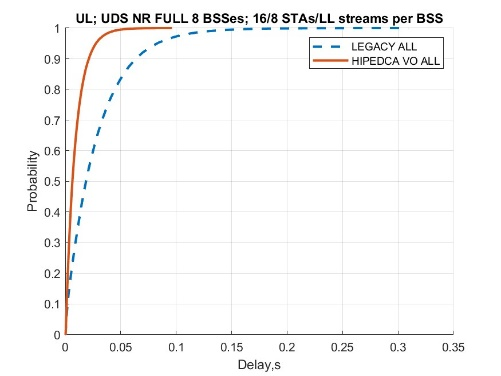 UL; UDS NR FULL 8 BSSes; 16/8 STAs/LL streams per BSS
LEGACY ALL
HIPEDCA VO ALL
Probability
1
0.9
0.8
0.7
0.6
0.5
0.4
0.3
0.2
0.1
0
0 0.05 0.1 0.15 0.2 0.25 0.3 0.35
Delay,s